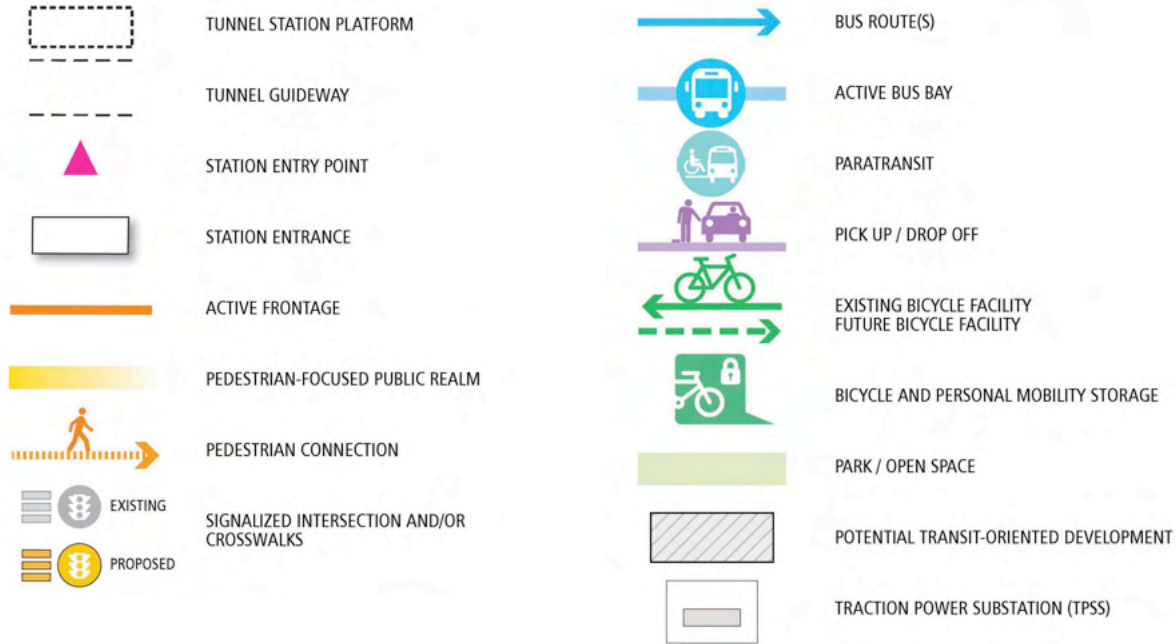 TUNNEL STATION PLATFORM
TUNNEL GUIDEWAY
STATION ENTRY POINT
STATION ENTRANCE
ACTIVE FRONTAGE
PEDESTRIAN-FOCUSED PUBLIC REALM
PEDESTRIAN CONNECTION
EXISTING
PROPOSED
SIGNALIZED INTERSECTION AND/OR
CROSSWALKS
BUS ROUTE(S)
ACTIVE BUS BAY
PARATRANSIT
PICK UP / DROP OFF
EXISTING BICYCLE FACILITY
FUTURE BICYCLE FACILITY
BICYCLE AND PERSONAL MOBILITY STORAGE
PARK / OPEN SPACE
POTENTIAL TRANSIT-ORIENTED DEVELOPMENT
TRACTION POWER SUBSTATION (TPSS)